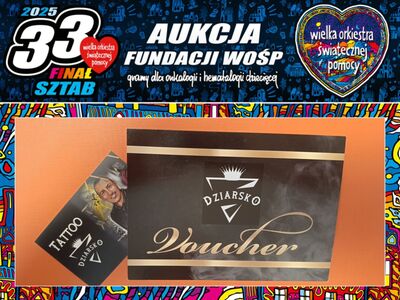 2025
33
FINAŁ
SZTAB
wielka orkiestra
świątecznej
pomocy
AUKCJA
FUNDACJI WOŚP
gramy dla onkologii i hematologii dziecięcej
wielka orkiestra
świątecznej
pomocy
TATTOO
DZIARSKO
DZIARSKO
Voucher